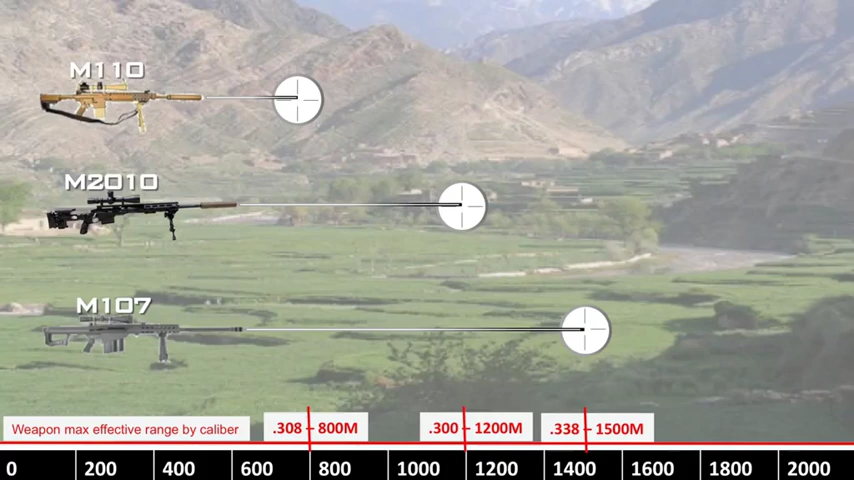 M110
M2010
M107
Weapon max effective range by caliber
.308 – 800M
.300 – 1200M
.338 – 1500M
0 200 400 600 800 1000 1200 1400 1600 1800 2000